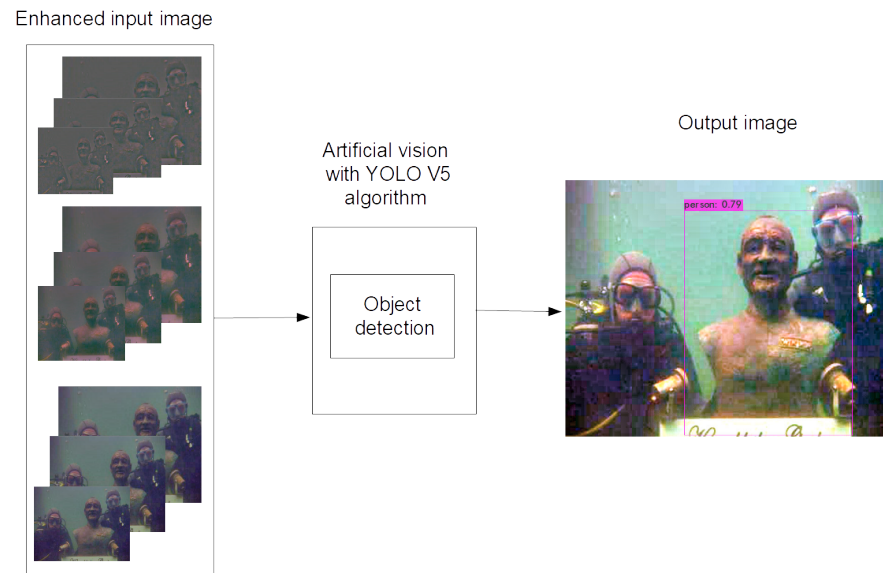 Enhanced input image
Artificial vision
with YOLO V5
algorithm
Object
detection
Output image
person: 0.79